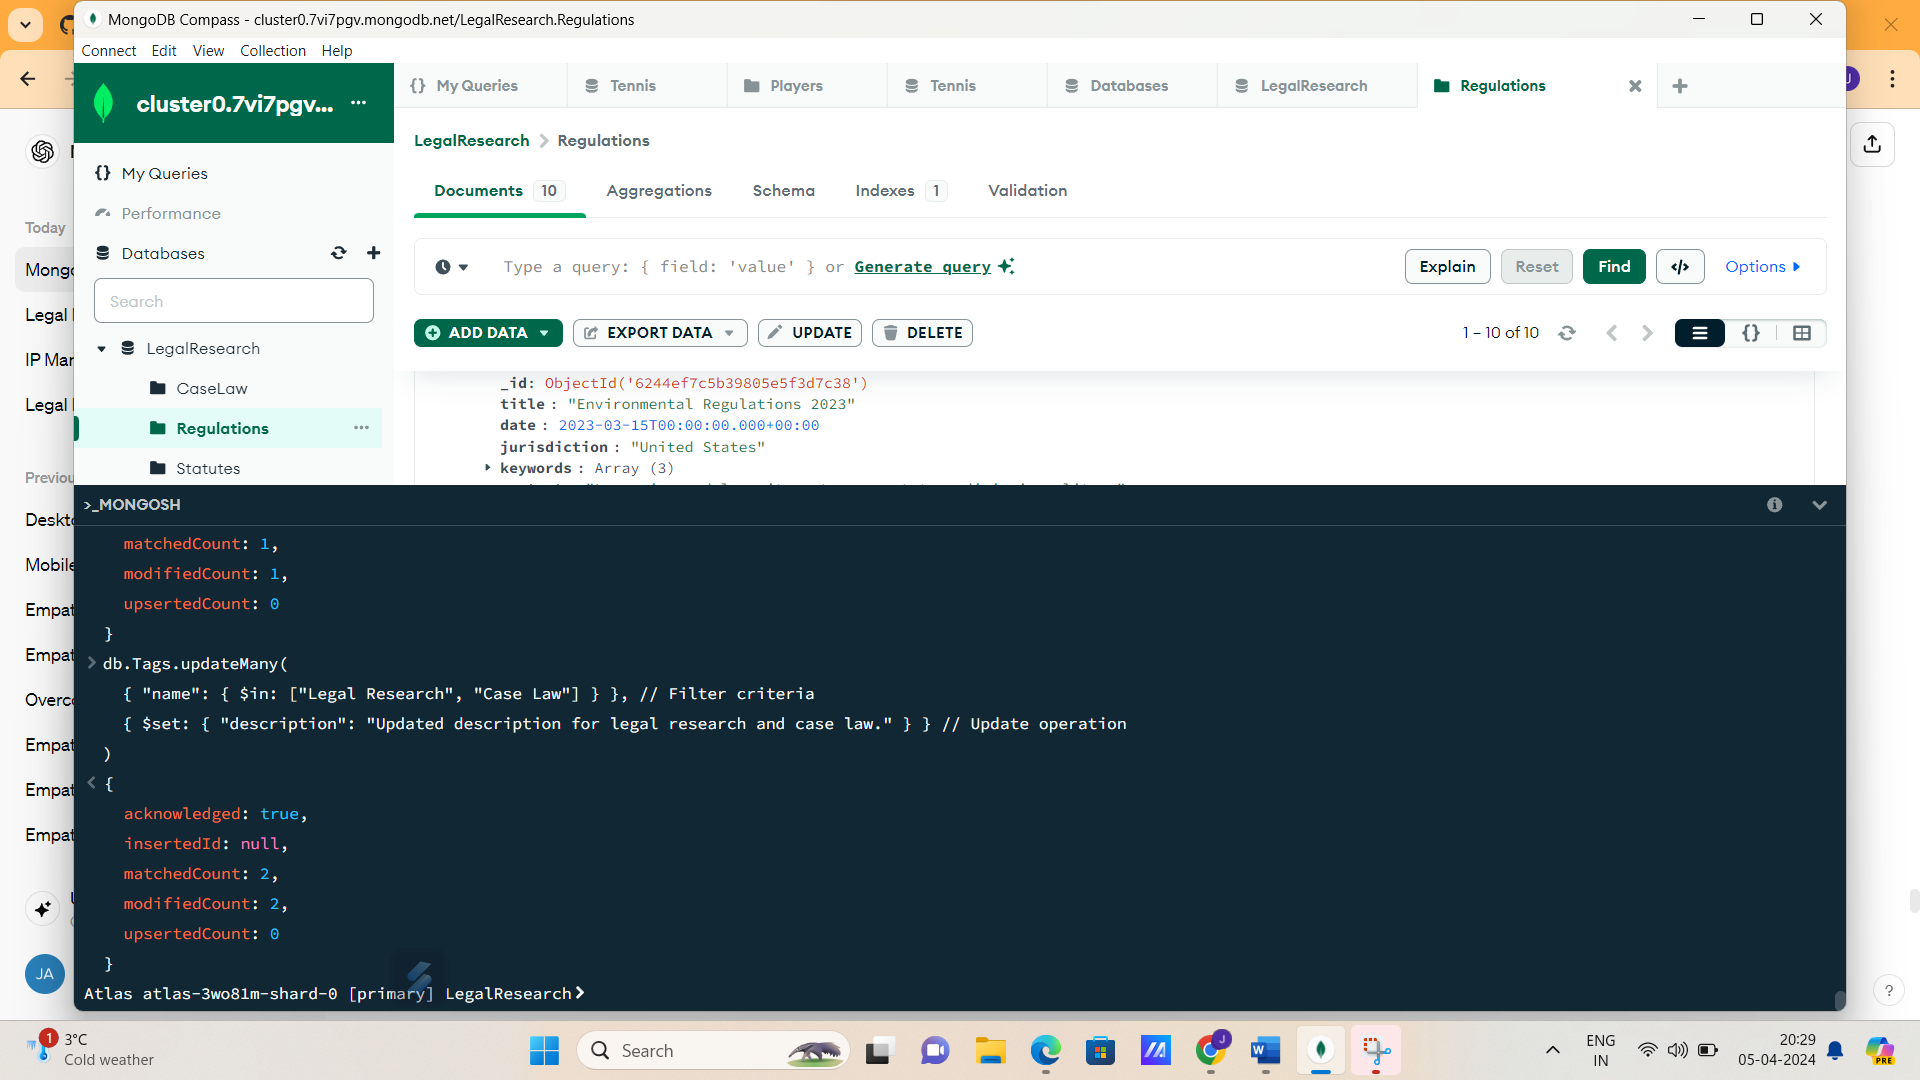 MongoDB Compass - cluster0.7vi7pgv.mongodb.net/LegalResearch.Regulations
Connect Edit View Collection Help
cluster0.7vi7pgv... ···
{} My Queries
Tennis
Players
Tennis
Databases
LegalResearch
Regulations
LegalResearch > Regulations
{} My Queries
Performance
Databases
Search
LegalResearch
CaseLaw
Regulations ···
Statutes
Documents 10 Aggregations Schema Indexes 1 Validation
Type a query: { field: 'value' } or Generate query
Explain Reset Find </> Options
ADD DATA EXPORT DATA UPDATE DELETE
1 – 10 of 10
{}
_id: ObjectId('6244ef7c5b39805e5f3d7c38')
title : "Environmental Regulations 2023"
date : 2023-03-15T00:00:00.000+00:00
jurisdiction : "United States"
keywords : Array (3)
>_MONGOSH
matchedCount: 1,
modifiedCount: 1,
upsertedCount: 0
}
> db.Tags.updateMany(
{ "name": { $in: ["Legal Research", "Case Law"] } }, // Filter criteria
{ $set: { "description": "Updated description for legal research and case law." } } // Update operation
)
< {
acknowledged: true,
insertedId: null,
matchedCount: 2,
modifiedCount: 2,
upsertedCount: 0
}
Atlas atlas-3wo81m-shard-0 [primary] LegalResearch>
Today
Mongo
Legal
IP Mar
Legal
Previou
Deskto
Mobile
Empat
Empat
Overco
Empat
Empat
Empat
JA
?
1
3°C
Cold weather
Search
J
W
PRE
ENG
IN
20:29
05-04-2024